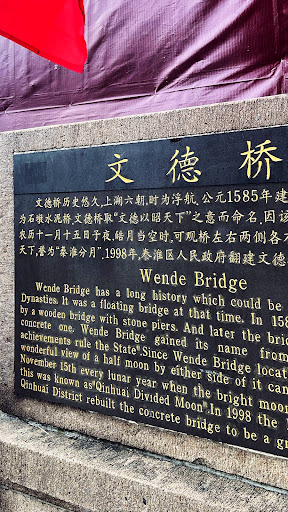 文德桥
文德桥历史悠久,上溯六朝,时为浮航,公元1585年建
为石墩水泥桥,文德桥取"文德以昭天下"之意而命名,因该
农历十一月十五日子夜,皓月当空时,可观桥左右两侧各
天下,誉为"秦淮分月",1998年,秦淮区人民政府翻建文德
Wende Bridge
Wende Bridge has a long history which could be
Dynasties. It was a floating bridge at that time. In 158
by a wooden bridge with stone piers. And later the bri
concrete one. Wende Bridge gained its name from
achievements rule the State".Since Wende Bridge locat
wonderful view of a half moon by either side of it can
November 15th every lunar year when the bright moon
this was known as"Qinhuai Divided Moon".In 1998 the
Qinhuai District rebuilt the concrete bridge to be a gr